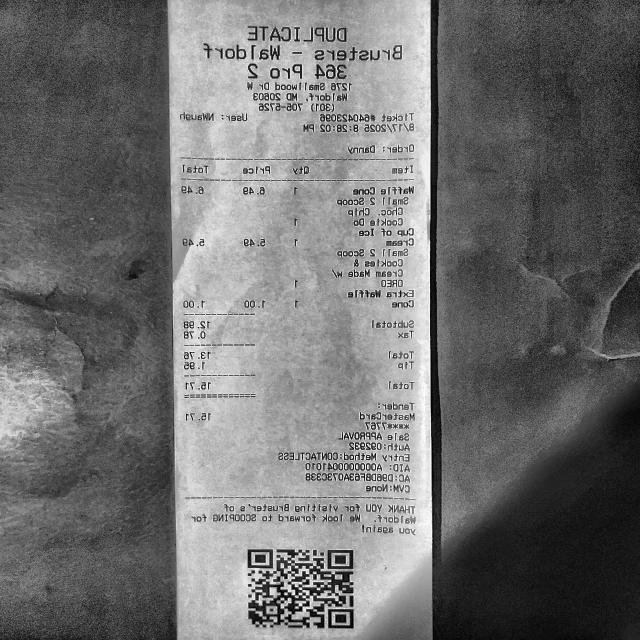 DUPLICATE
Brusters - Waldorf
364 Pro 2
1276 Smallwood Dr W
Waldorf, MD 20603
(301) 706-5726
Ticket #640423096 User: NWaugh
8/17/2025 8:28:02 PM
Order: Danny
Item Qty Price Total
Waffle Cone 1 6.49 6.49
Small 2 Scoop
Choc. Chip
Cookie Do 1
Cup of Ice
Cream 1 5.49 5.49
Small 2 Scoop
Cookies &
Cream Made w/
OREO 1
Extra Waffle
Cone 1 1.00 1.00
Subtotal 12.98
Tax 0.78
Total 13.76
Tip 1.95
Total 15.71
Tender:
MasterCard 15.71
****7767
Sale APPROVAL
Auth:092932
Entry Method:CONTACTLESS
AID: A0000000041010
AC:D9BDBF63A073C338
CVM:None
THANK YOU for visiting Bruster's of
Waldorf. We look forward to SCOOPING for
you again!